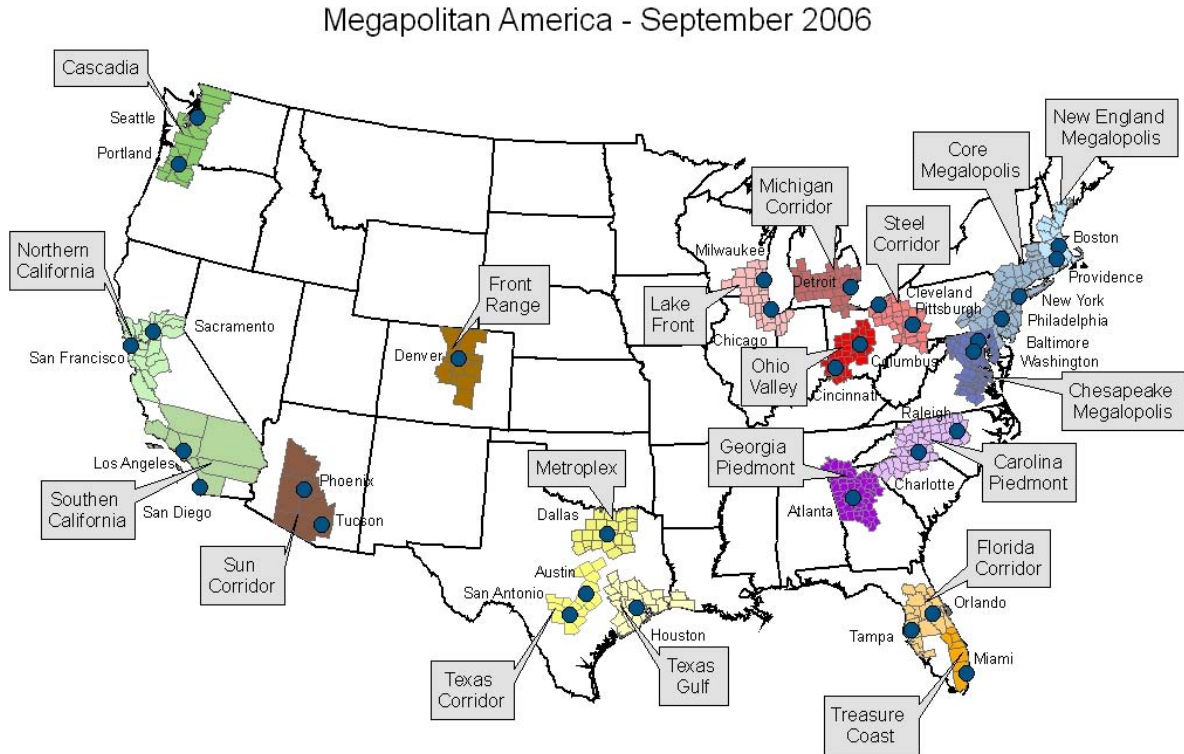 Megapolitan America - September 2006
Cascadia
Seattle
Portland
New England
Megalopolis
Core
Megalopolis
Michigan
Corridor
Steel
Corridor
Boston
Providence
Northern
California
Milwaukee
Detroit
Cleveland
Pittsburgh
New York
Philadelphia
Front
Range
Lake
Front
Sacramento
San Francisco
Denver
Chicago
Baltimore
Washington
Ohio
Valley
Columbus
Cincinnati
Chesapeake
Megalopolis
Raleigh
Georgia
Piedmont
Carolina
Piedmont
Charlotte
Los Angeles
Southen
California
San Diego
Phoenix
Tucson
Sun
Corridor
Metroplex
Dallas
Atlanta
Austin
San Antonio
Houston
Texas
Corridor
Texas
Gulf
Florida
Corridor
Orlando
Tampa
Miami
Treasure
Coast